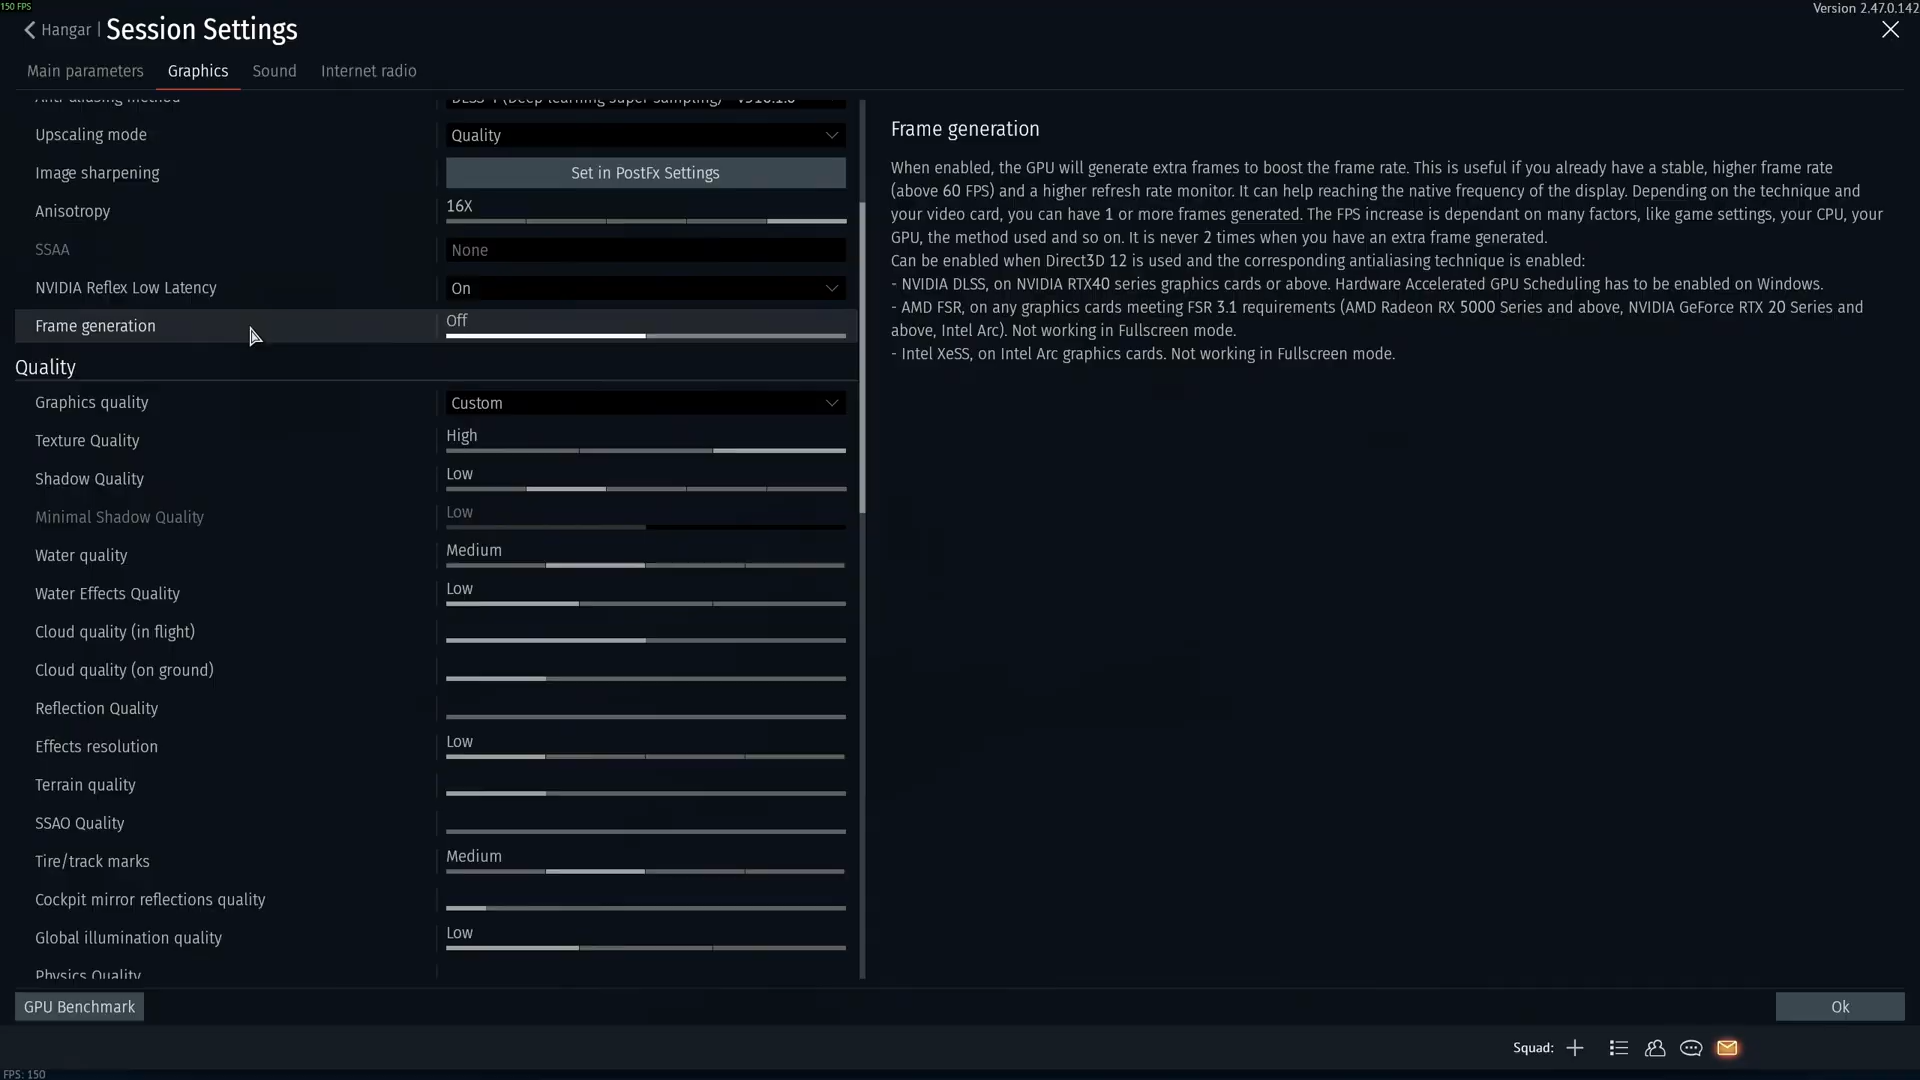 150 FPS
Version 2.47.0.142
Hangar | Session Settings
Main parameters Graphics Sound Internet radio
Anti-aliasing method
Upscaling mode Quality
Image sharpening Set in PostFx Settings
Anisotropy 16X
SSAA None
NVIDIA Reflex Low Latency On
Frame generation Off
Quality
Graphics quality Custom
Texture Quality High
Shadow Quality Low
Minimal Shadow Quality Low
Water quality Medium
Water Effects Quality Low
Cloud quality (in flight)
Cloud quality (on ground)
Reflection Quality
Effects resolution Low
Terrain quality
SSAO Quality
Tire/track marks Medium
Cockpit mirror reflections quality
Global illumination quality Low
Physics Quality
Frame generation
When enabled, the GPU will generate extra frames to boost the frame rate. This is useful if you already have a stable, higher frame rate
(above 60 FPS) and a higher refresh rate monitor. It can help reaching the native frequency of the display. Depending on the technique and
your video card, you can have 1 or more frames generated. The FPS increase is dependant on many factors, like game settings, your CPU, your
GPU, the method used and so on. It is never 2 times when you have an extra frame generated.
Can be enabled when Direct3D 12 is used and the corresponding antialiasing technique is enabled:
- NVIDIA DLSS, on NVIDIA RTX40 series graphics cards or above. Hardware Accelerated GPU Scheduling has to be enabled on Windows.
- AMD FSR, on any graphics cards meeting FSR 3.1 requirements (AMD Radeon RX 5000 Series and above, NVIDIA GeForce RTX 20 Series and
above, Intel Arc). Not working in Fullscreen mode.
- Intel XeSS, on Intel Arc graphics cards. Not working in Fullscreen mode.
GPU Benchmark
Ok
Squad:
FPS: 150